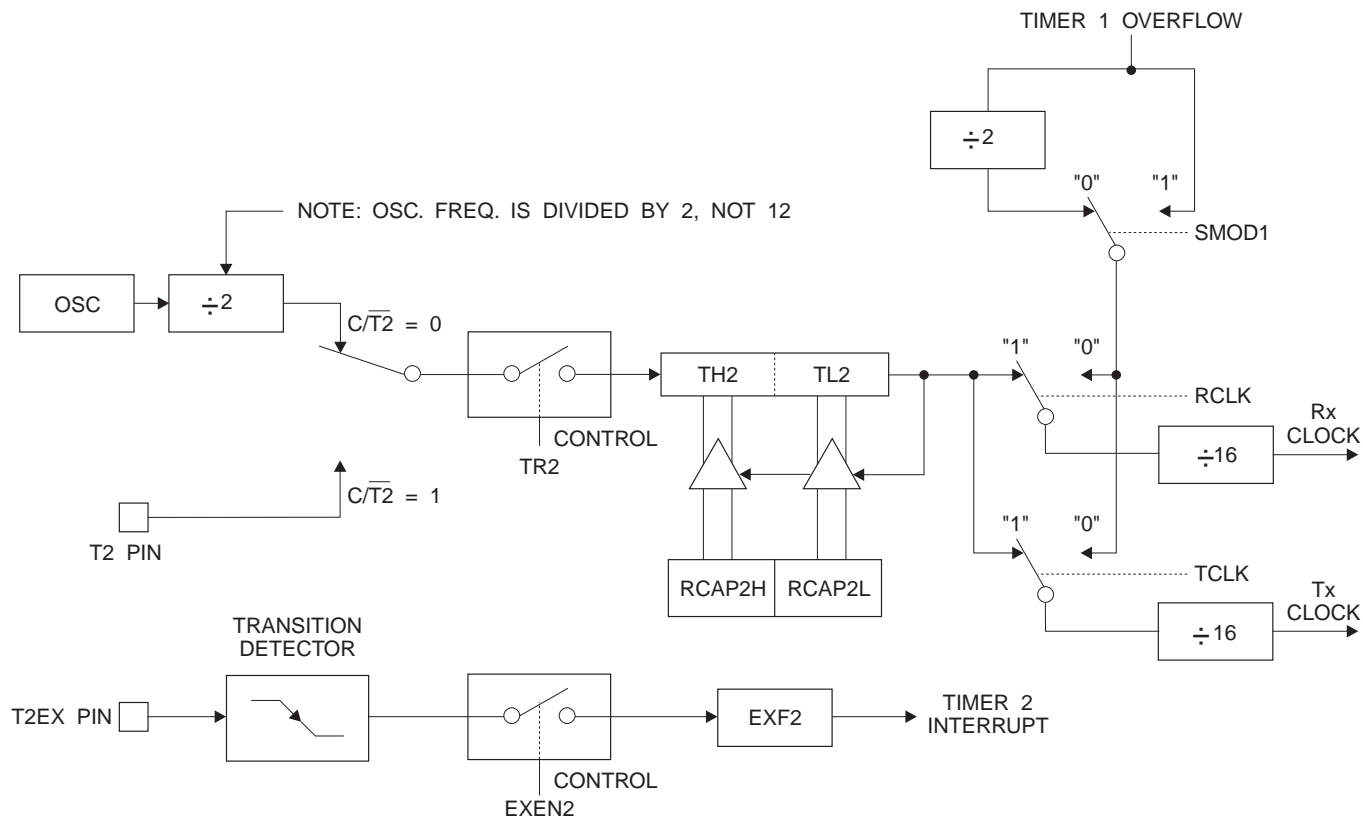 TIMER 1 OVERFLOW
÷2
"0"
"1"
NOTE: OSC. FREQ. IS DIVIDED BY 2, NOT 12
SMOD1
OSC
÷2
C/T2 = 0
TH2
TL2
"1"
"0"
RCLK
Rx
CLOCK
CONTROL
TR2
÷16
C/T2 = 1
T2 PIN
"1"
"0"
RCAP2H
RCAP2L
TCLK
Tx
CLOCK
÷16
TRANSITION
DETECTOR
T2EX PIN
EXF2
TIMER 2
INTERRUPT
CONTROL
EXEN2